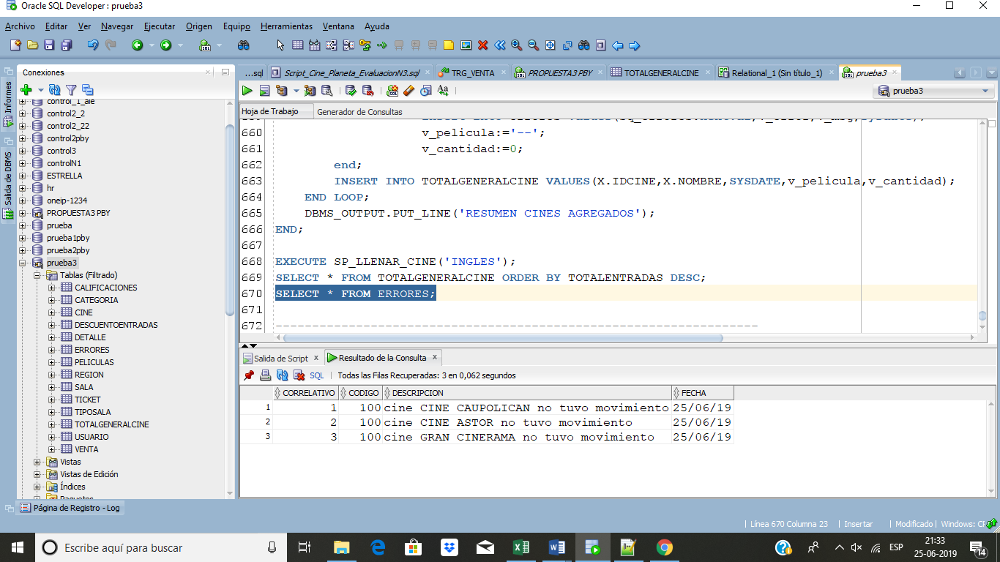 Oracle SQL Developer : prueba3
Archivo Editar Ver Navegar Ejecutar Origen Equipo Herramientas Ventana Ayuda
Informes
Salida de DBMS
Conexiones
control_1_ale
control2_2
control2_22
control2pby
control3
controlN1
ESTRELLA
hr
oneip-1234
PROPUESTA3 PBY
prueba
prueba1pby
prueba2pby
prueba3
Tablas (Filtrado)
CALIFICACIONES
CATEGORIA
CINE
DESCUENTOENTRADAS
DETALLE
ERRORES
PELICULAS
REGION
SALA
TICKET
TIPOSALA
TOTALGENERALCINE
USUARIO
VENTA
Vistas
Vistas de Edición
Índices
Paquetes
...sql Script_Cine_Planeta_EvaluacionN3.sql TRG_VENTA PROPUESTA3 PBY TOTALGENERALCINE Relational_1 (Sin título_1) prueba3
prueba3
Hoja de Trabajo Generador de Consultas
660 v_pelicula:='--';
661 v_cantidad:=0;
662 end;
663 INSERT INTO TOTALGENERALCINE VALUES(X.IDCINE,X.NOMBRE,SYSDATE,v_pelicula,v_cantidad);
664 END LOOP;
665 DBMS_OUTPUT.PUT_LINE('RESUMEN CINES AGREGADOS');
666 END;
667
668 EXECUTE SP_LLENAR_CINE('INGLES');
669 SELECT * FROM TOTALGENERALCINE ORDER BY TOTALENTRADAS DESC;
670 SELECT * FROM ERRORES;
671
672 ------------------------------------------------------------------
Salida de Script x Resultado de la Consulta x
SQL | Todas las Filas Recuperadas: 3 en 0,062 segundos
CORRELATIVO CODIGO DESCRIPCION FECHA
1 1 100 cine CINE CAUPOLICAN no tuvo movimiento 25/06/19
2 2 100 cine CINE ASTOR no tuvo movimiento 25/06/19
3 3 100 cine GRAN CINERAMA no tuvo movimiento 25/06/19
Página de Registro - Log
Línea 670 Columna 23 | Insertar | Modificado | Windows:
Escribe aquí para buscar
ESP
21:33
25-06-2019
14